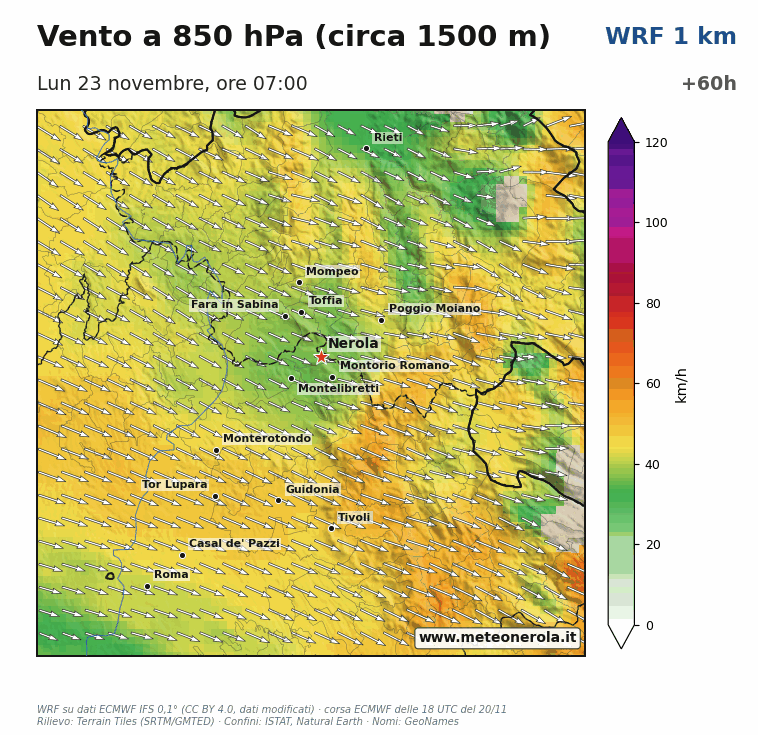 Vento a 850 hPa (circa 1500 m)
WRF 1 km
Lun 23 novembre, ore 07:00
+60h
Rieti
Mompeo
Fara in Sabina
Toffia
Poggio Moiano
Nerola
Montorio Romano
Montelibretti
Monterotondo
Tor Lupara
Guidonia
Tivoli
Casal de' Pazzi
Roma
www.meteonerola.it
120
100
80
60
40
20
0
km/h
WRF su dati ECMWF IFS 0,1° (CC BY 4.0, dati modificati) · corsa ECMWF delle 18 UTC del 20/11
Rilievo: Terrain Tiles (SRTM/GMTED) · Confini: ISTAT, Natural Earth · Nomi: GeoNames